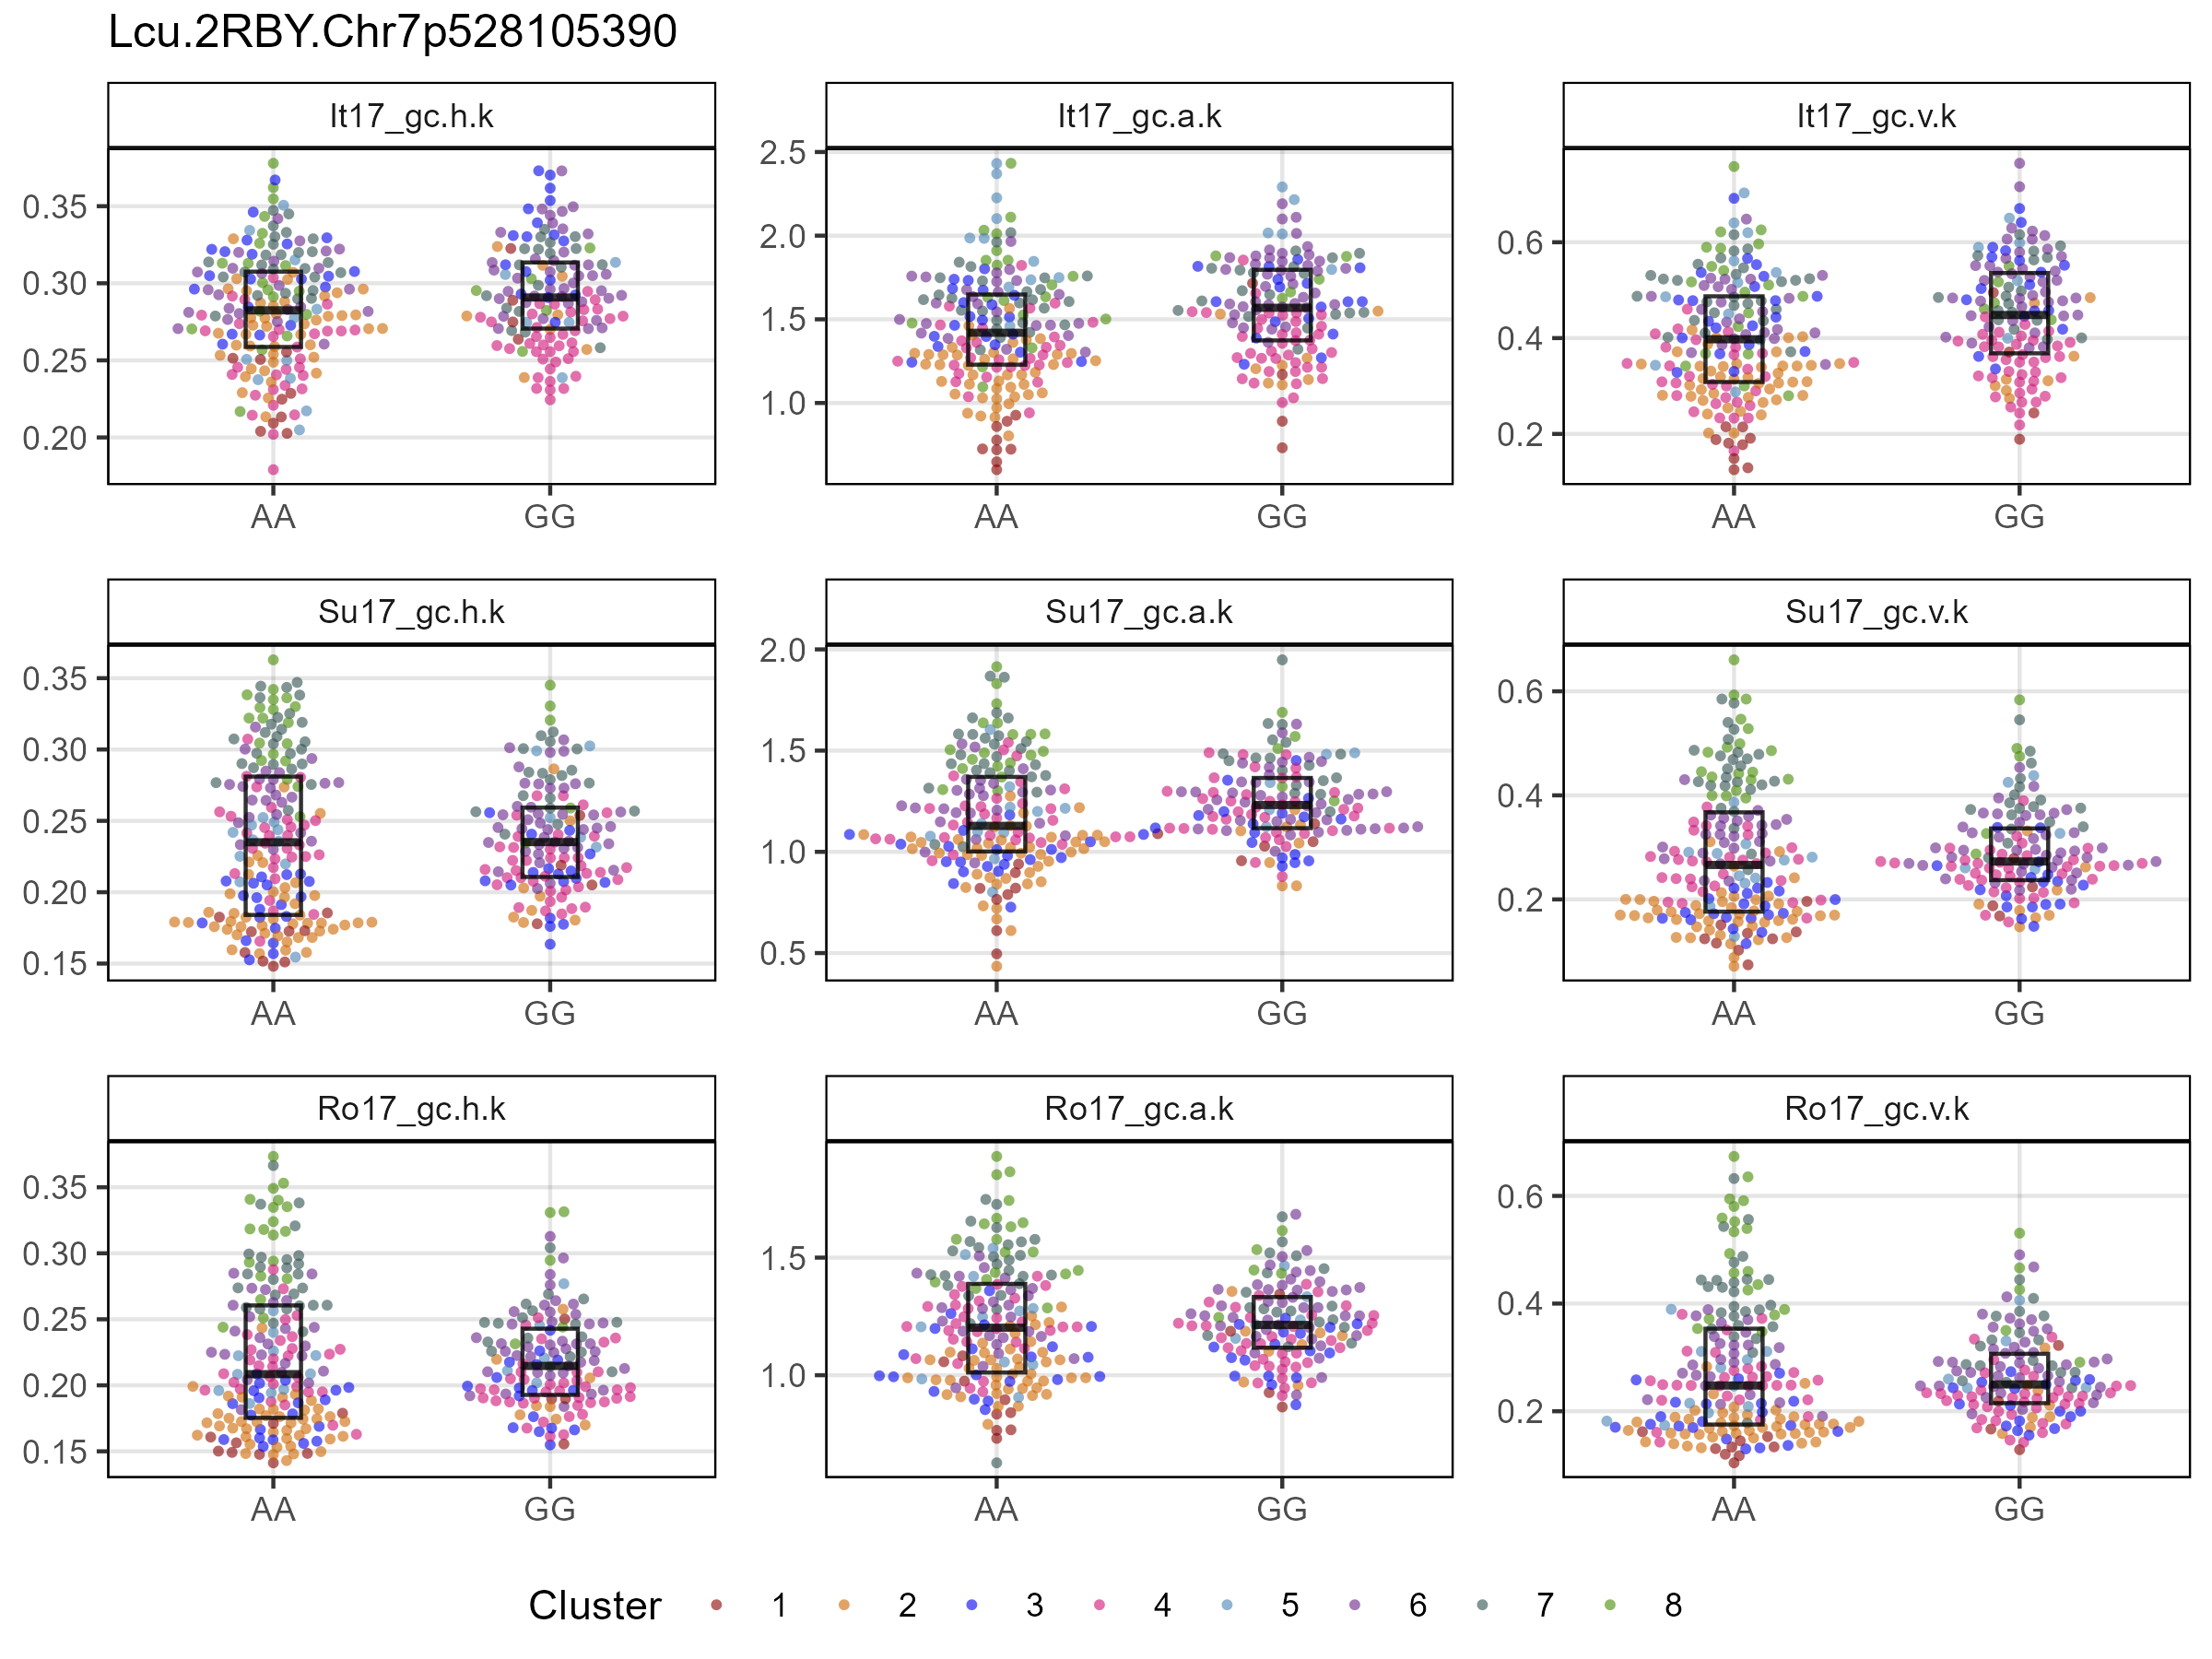 Lcu.2RBY.Chr7p528105390
It17_gc.h.k
It17_gc.a.k
It17_gc.v.k
0.35
0.30
0.25
0.20
2.5
2.0
1.5
1.0
0.6
0.4
0.2
AA
GG
AA
GG
AA
GG
Su17_gc.h.k
Su17_gc.a.k
Su17_gc.v.k
0.35
0.30
0.25
0.20
0.15
2.0
1.5
1.0
0.5
0.6
0.4
0.2
AA
GG
AA
GG
AA
GG
Ro17_gc.h.k
Ro17_gc.a.k
Ro17_gc.v.k
0.35
0.30
0.25
0.20
0.15
1.5
1.0
0.6
0.4
0.2
AA
GG
AA
GG
AA
GG
Cluster 1 2 3 4 5 6 7 8